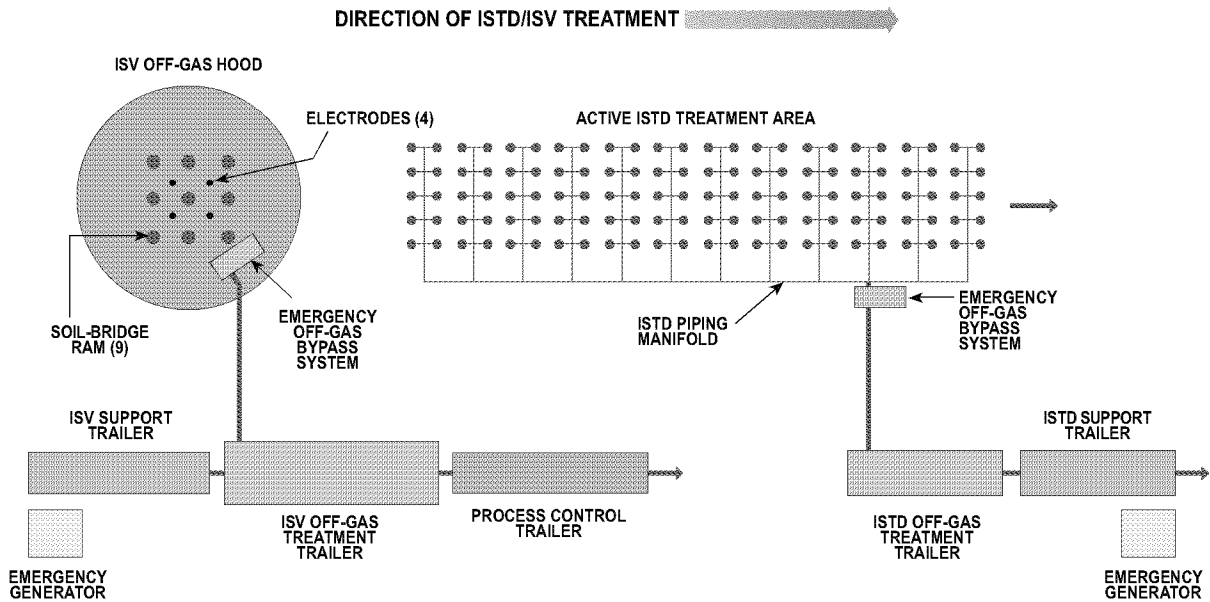 DIRECTION OF ISTD/ISV TREATMENT
ISV OFF-GAS HOOD
ELECTRODES (4)
ACTIVE ISTD TREATMENT AREA
SOIL-BRIDGE
RAM (9)
EMERGENCY
OFF-GAS
BYPASS
SYSTEM
ISTD PIPING
MANIFOLD
EMERGENCY
OFF-GAS
BYPASS
SYSTEM
ISV SUPPORT
TRAILER
ISTD SUPPORT
TRAILER
ISV OFF-GAS
TREATMENT
TRAILER
PROCESS CONTROL
TRAILER
ISTD OFF-GAS
TREATMENT
TRAILER
EMERGENCY
GENERATOR
EMERGENCY
GENERATOR